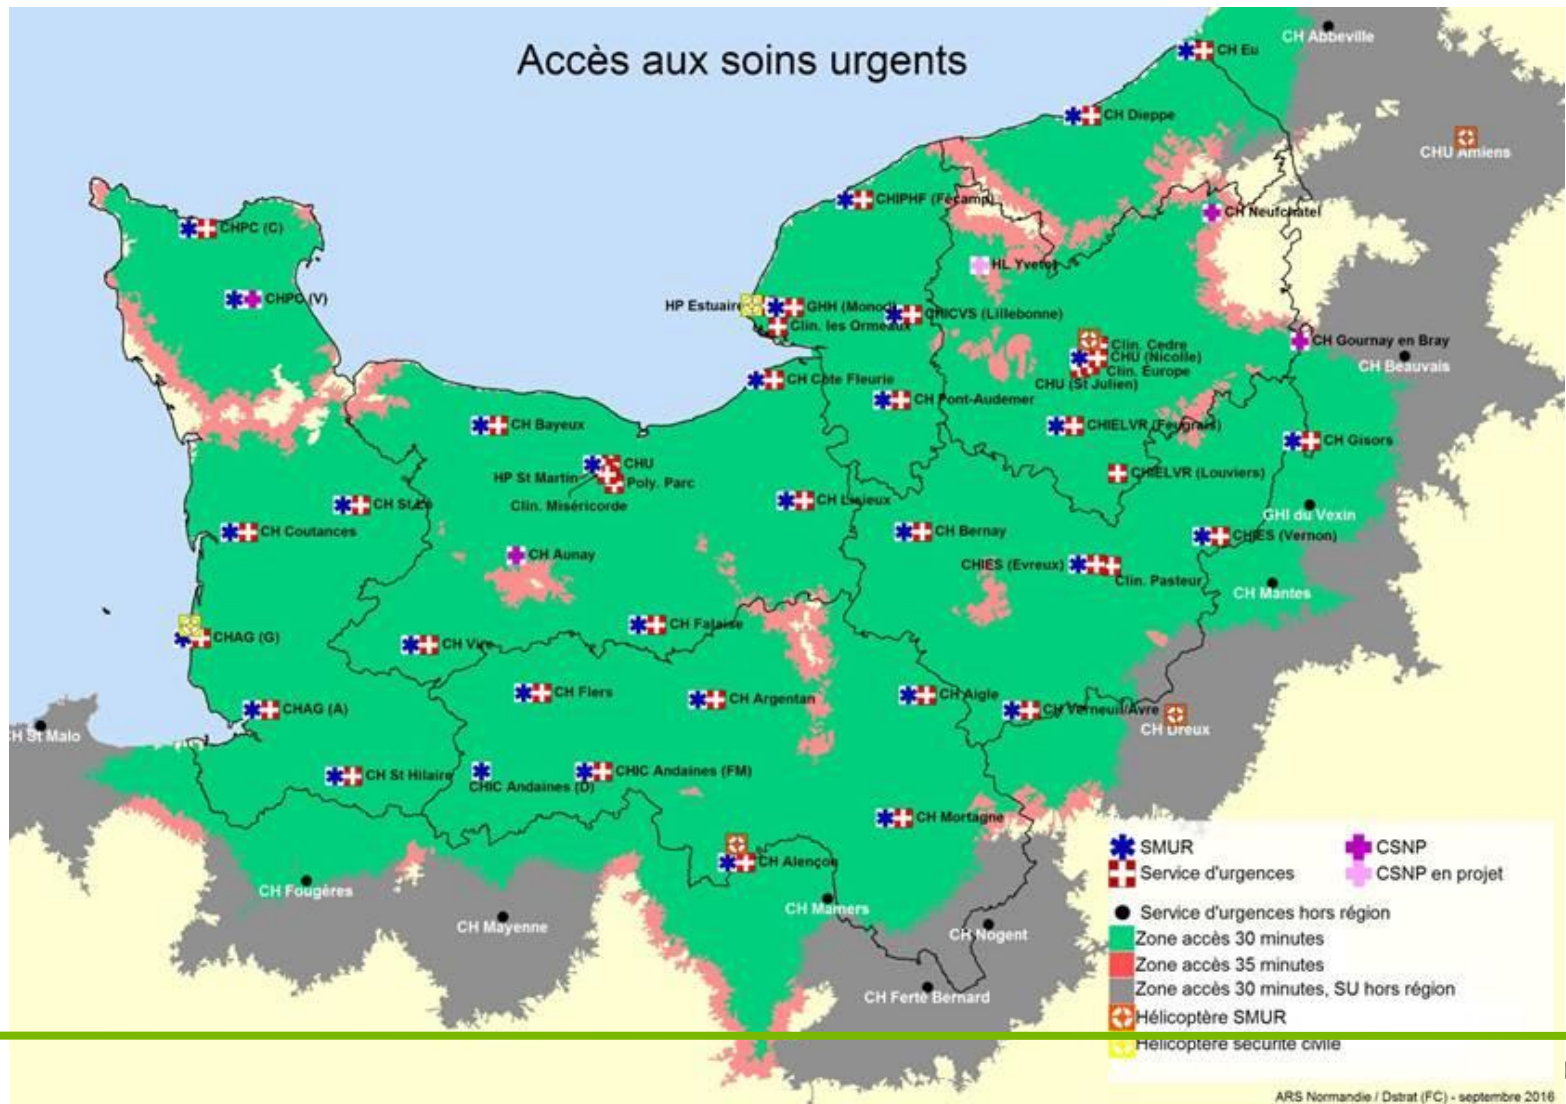 Accès aux soins urgents
CH Abbeville
CH Eu
CH Dieppe
CHU Amiens
CHIPHF (Fécamp)
CH Neufchatel
CHPC (C)
HL Yvetot
CHPC (V)
HP Estuaire
GHH (Monod)
CHICVS (Lillebonne)
Clin. les Ormeaux
Clin. Cedre
CHU (Nicolle)
Clin. Europe
CHU (St Julien)
CH Gournay en Bray
CH Beauvais
CH Cote Fleurie
CH Pont-Audemer
CH Bayeux
CHIELVR (Feugrais)
CH Gisors
CHU
HP St Martin
Poly. Parc
Clin. Miséricorde
CHIELVR (Louviers)
CH St Lô
CH Lisieux
GHI du Vexin
CH Coutances
CH Bernay
CHIES (Vernon)
CH Aunay
CHIES (Evreux)
Clin. Pasteur
CH Mantes
CH Falaise
CHAG (G)
CH Vire
CH Flers
CH Argentan
CH Aigle
CH Verneuil/Avre
CHAG (A)
CH Dreux
CH St Malo
CH St Hilaire
CHIC Andaines (D)
CHIC Andaines (FM)
CH Mortagne
CH Alençon
CH Fougères
CH Mayenne
CH Mamers
CH Nogent
CH Ferté Bernard
SMUR
CSNP
Service d'urgences
CSNP en projet
Service d'urgences hors région
Zone accès 30 minutes
Zone accès 35 minutes
Zone accès 30 minutes, SU hors région
Hélicoptère SMUR
Hélicoptère sécurité civile
ARS Normandie / Dstrat (FC) - septembre 2016